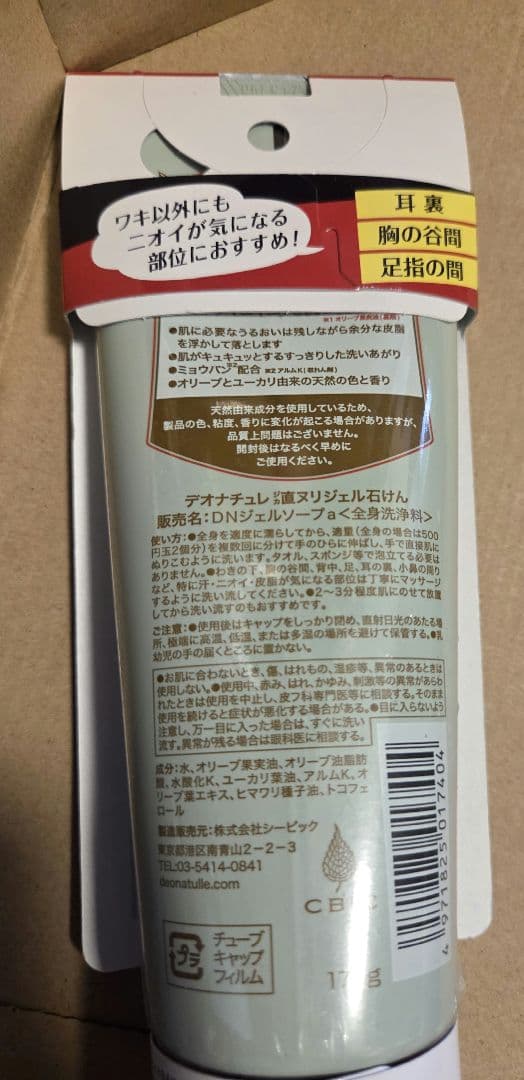 ワキ以外にも
ニオイが気になる
部位におすすめ!
耳裏
胸の谷間
足指の間
※1 オリーブ果実油(基剤)
●肌に必要なうるおいは残しながら余分な皮脂
を浮かして落とします
●肌がキュキュッとするすっきりした洗いあがり
●ミョウバン※2配合 ※2 アルムK(収れん剤)
●オリーブとユーカリ由来の天然の色と香り
天然由来成分を使用しているため、
製品の色、粘度、香りに変化が起こる場合がありますが、
品質上問題はございません。
開封後はなるべく早めに
ご使用ください。
デオナチュレ 直ヌリジェル石けん
ジカ
販売名:DNジェルソープa<全身洗浄料>
使い方:●全身を適度に濡らしてから、適量(全身の場合は500
円玉2個分)を複数回に分けて手のひらに伸ばし、手で直接肌に
ぬりこむように洗います。タオル、スポンジ等で泡立てる必要は
ありません。●わきの下、胸の谷間、背中、足、耳の裏、小鼻の周り
など、特に汗・ニオイ・皮脂が気になる部位は丁寧にマッサージ
するように洗い流してください。●2〜3分程度肌にのせて放置
してから洗い流すのもおすすめです。
ご注意:●使用後はキャップをしっかり閉め、直射日光のあたる場
所、極端に高温、低温、または多湿の場所を避けて保管する。●乳
幼児の手の届くところに置かない。
●お肌に合わないとき、傷、はれもの、湿疹等、異常のあるときは
使用しない。●使用中、赤み、はれ、かゆみ、刺激等の異常があらわ
れたときは使用を中止し、皮フ科専門医等に相談する。そのまま
使用を続けると症状が悪化する場合がある。●目に入らないよう
注意し、万一目に入った場合は、すぐに洗い
流す。異常が残る場合は眼科医に相談する。
成分:水、オリーブ果実油、オリーブ油脂肪
酸、水酸化K、ユーカリ葉油、アルムK、オ
リーブ葉エキス、ヒマワリ種子油、トコフェ
ロール
製造販売元:株式会社シービック
東京都港区南青山2-2-3
TEL:03-5414-0841
deonatulle.com
CBIC
プラ
チューブ
キャップ
フィルム
4971825017404